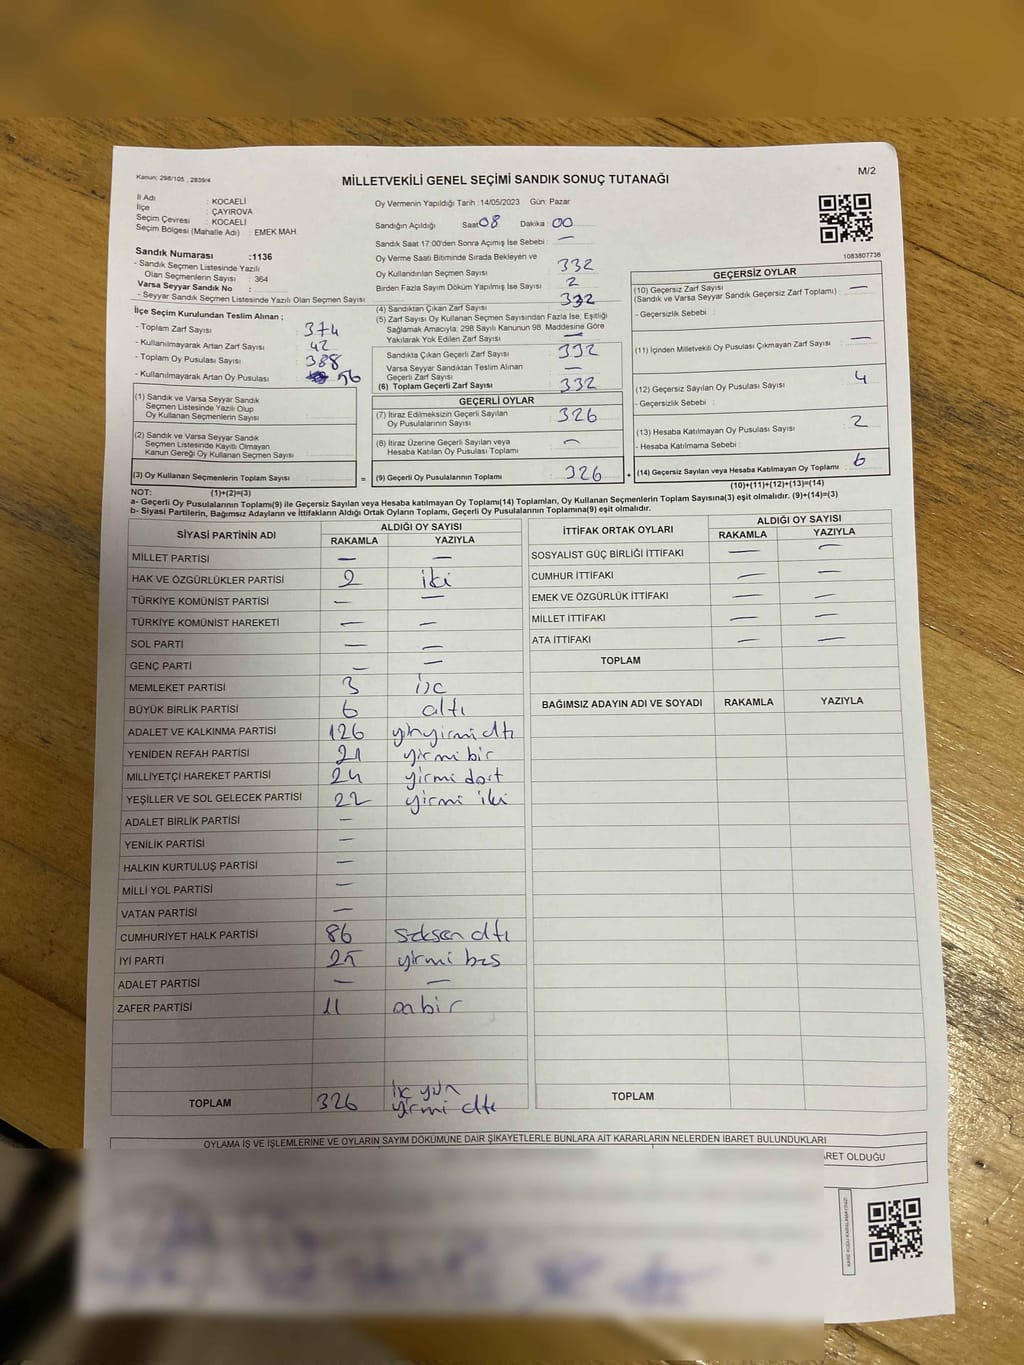 Kanun; 298/105 , 2839/4
M/2
MİLLETVEKİLİ GENEL SEÇİMİ SANDIK SONUÇ TUTANAĞI
İl Adı : KOCAELİ
İlçe : ÇAYIROVA
Seçim Çevresi : KOCAELİ
Seçim Bölgesi (Mahalle Adı) : EMEK MAH
Sandık Numarası :1136
- Sandık Seçmen Listesinde Yazılı
Olan Seçmenlerin Sayısı : 364
Varsa Seyyar Sandık No :
- Seyyar Sandık Seçmen Listesinde Yazılı Olan Seçmen Sayısı
İlçe Seçim Kurulundan Teslim Alınan ;
- Toplam Zarf Sayısı : 374
- Kullanılmayarak Artan Zarf Sayısı : 42
- Toplam Oy Pusulası Sayısı : 388
- Kullanılmayarak Artan Oy Pusulası : 56
(1) Sandık ve Varsa Seyyar Sandık
Seçmen Listesinde Yazılı Olup
Oy Kullanan Seçmenlerin Sayısı :
(2) Sandık ve Varsa Seyyar Sandık
Seçmen Listesinde Kayıtlı Olmayan
Kanun Gereği Oy Kullanan Seçmen Sayısı :
(3) Oy Kullanan Seçmenlerin Toplam Sayısı :
Oy Vermenin Yapıldığı Tarih :14/05/2023 Gün: Pazar
Sandığın Açıldığı Saat 08 Dakika : 00
Sandık Saat 17:00'den Sonra Açımış İse Sebebi : —
Oy Verme Saati Bitiminde Sırada Bekleyen ve
Oy Kullandırılan Seçmen Sayısı : 332
Birden Fazla Sayım Döküm Yapılmış İse Sayısı : 2
(4) Sandıktan Çıkan Zarf Sayısı : 332
(5) Zarf Sayısı Oy Kullanan Seçmen Sayısından Fazla İse, Eşitliği
Sağlamak Amacıyla; 298 Sayılı Kanunun 98. Maddesine Göre
Yakılarak Yok Edilen Zarf Sayısı : —
Sandıkta Çıkan Geçerli Zarf Sayısı : 332
Varsa Seyyar Sandıktan Teslim Alınan
Geçerli Zarf Sayısı : —
(6) Toplam Geçerli Zarf Sayısı : 332
GEÇERLİ OYLAR
(7) İtiraz Edilmeksizin Geçerli Sayılan
Oy Pusulalarının Sayısı : 326
(8) İtiraz Üzerine Geçerli Sayılan veya
Hesaba Katılan Oy Pusulası Toplamı : —
= (9) Geçerli Oy Pusulalarının Toplamı : 326
1083807736
GEÇERSİZ OYLAR
(10) Geçersiz Zarf Sayısı : —
(Sandık ve Varsa Seyyar Sandık Geçersiz Zarf Toplamı)
- Geçersizlik Sebebi :
(11) İçinden Milletvekili Oy Pusulası Çıkmayan Zarf Sayısı : —
(12) Geçersiz Sayılan Oy Pusulası Sayısı : 4
- Geçersizlik Sebebi :
(13) Hesaba Katılmayan Oy Pusulası Sayısı : 2
- Hesaba Katılmama Sebebi :
+ (14) Geçersiz Sayılan veya Hesaba Katılmayan Oy Toplamı : 6
(10)+(11)+(12)+(13)=(14)
NOT: (1)+(2)=(3)
a- Geçerli Oy Pusulalarının Toplamı(9) ile Geçersiz Sayılan veya Hesaba katılmayan Oy Toplamı(14) Toplamları, Oy Kullanan Seçmenlerin Toplam Sayısına(3) eşit olmalıdır. (9)+(14)=(3)
b- Siyasi Partilerin, Bağımsız Adayların ve İttifakların Aldığı Ortak Oyların Toplamı, Geçerli Oy Pusulalarının Toplamına(9) eşit olmalıdır.
SİYASİ PARTİNİN ADI ALDIĞI OY SAYISI
RAKAMLA YAZIYLA
MİLLET PARTİSİ — —
HAK VE ÖZGÜRLÜKLER PARTİSİ 2 iki
TÜRKİYE KOMÜNİST PARTİSİ — —
TÜRKİYE KOMÜNİST HAREKETİ — —
SOL PARTİ — —
GENÇ PARTİ — —
MEMLEKET PARTİSİ 3 üç
BÜYÜK BİRLİK PARTİSİ 6 altı
ADALET VE KALKINMA PARTİSİ 126 yüzyirmi altı
YENİDEN REFAH PARTİSİ 21 yirmi bir
MİLLİYETÇİ HAREKET PARTİSİ 24 yirmi dört
YEŞİLLER VE SOL GELECEK PARTİSİ 22 yirmi iki
ADALET BİRLİK PARTİSİ —
YENİLİK PARTİSİ —
HALKIN KURTULUŞ PARTİSİ —
MİLLİ YOL PARTİSİ —
VATAN PARTİSİ —
CUMHURİYET HALK PARTİSİ 86 seksen altı
İYİ PARTİ 25 yirmi beş
ADALET PARTİSİ — —
ZAFER PARTİSİ 11 onbir
TOPLAM 326 üç yüz
yirmi altı
İTTİFAK ORTAK OYLARI ALDIĞI OY SAYISI
RAKAMLA YAZIYLA
SOSYALİST GÜÇ BİRLİĞİ İTTİFAKI — —
CUMHUR İTTİFAKI — —
EMEK VE ÖZGÜRLÜK İTTİFAKI — —
MİLLET İTTİFAKI — —
ATA İTTİFAKI — —
TOPLAM
BAĞIMSIZ ADAYIN ADI VE SOYADI RAKAMLA YAZIYLA
TOPLAM
OYLAMA İŞ VE İŞLEMLERİNE VE OYLARIN SAYIM DÖKÜMÜNE DAİR ŞİKAYETLERLE BUNLARA AİT KARARLARIN NELERDEN İBARET BULUNDUKLARI
ARET OLDUĞU